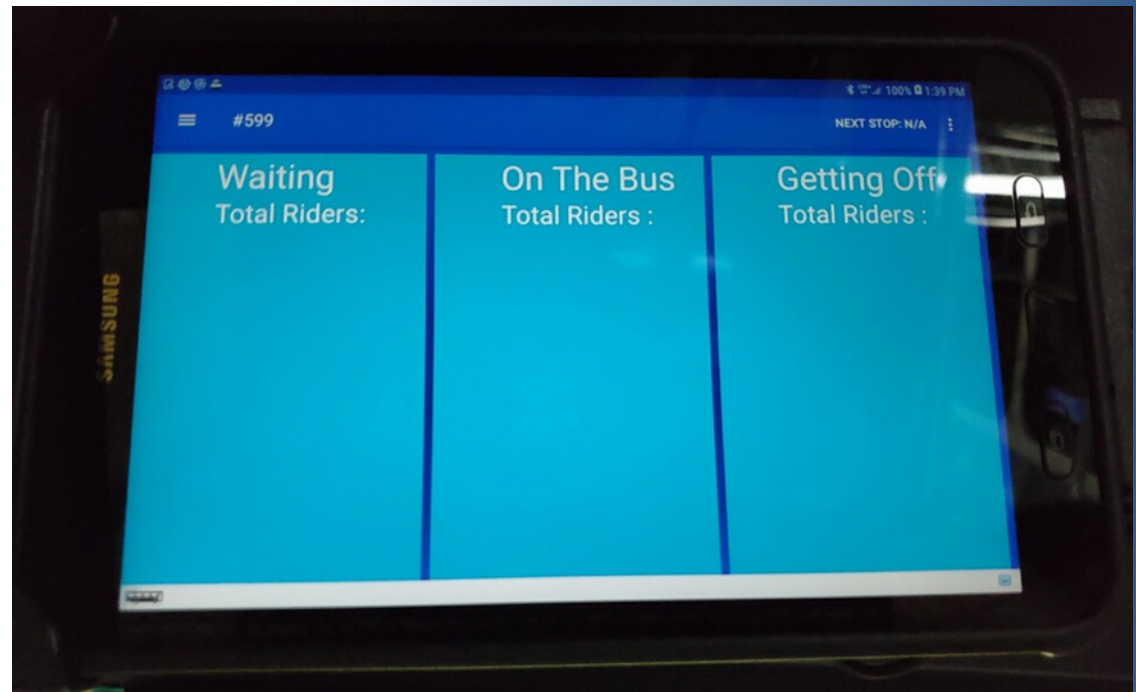 100% 1:39 PM
#599
NEXT STOP: N/A
Waiting
Total Riders:
On The Bus
Total Riders :
Getting Off
Total Riders :
SAMSUNG